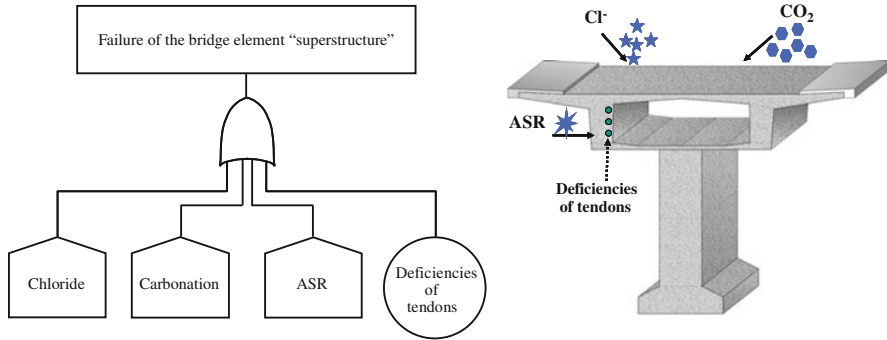 Failure of the bridge element “superstructure”
Chloride
Carbonation
ASR
Deficiencies
of
tendons
Cl-
CO2
ASR
Deficiencies
of tendons